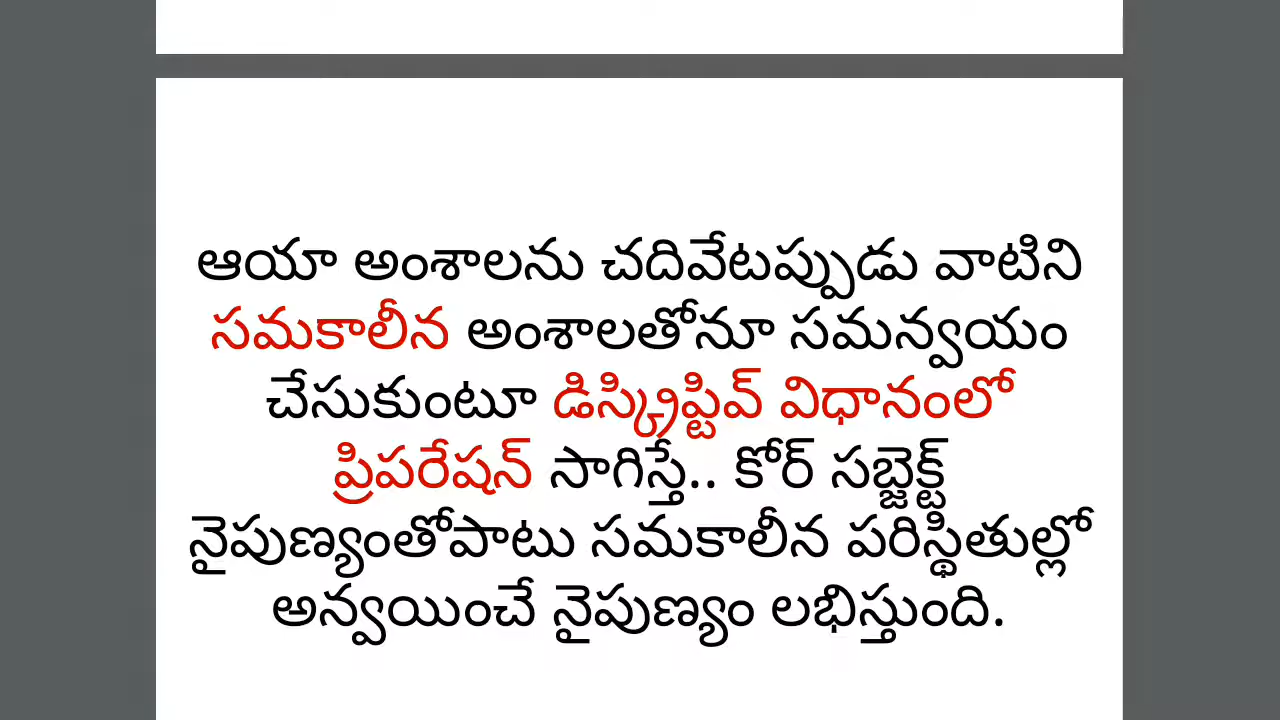 ఆయా అంశాలను చదివేటప్పుడు వాటిని
సమకాలీన అంశాలతోనూ సమన్వయం
చేసుకుంటూ డిస్క్రిప్టివ్ విధానంలో
ప్రిపరేషన్ సాగిస్తే.. కోర్ సబ్జెక్ట్
నైపుణ్యంతోపాటు సమకాలీన పరిస్థితుల్లో
అన్వయించే నైపుణ్యం లభిస్తుంది.